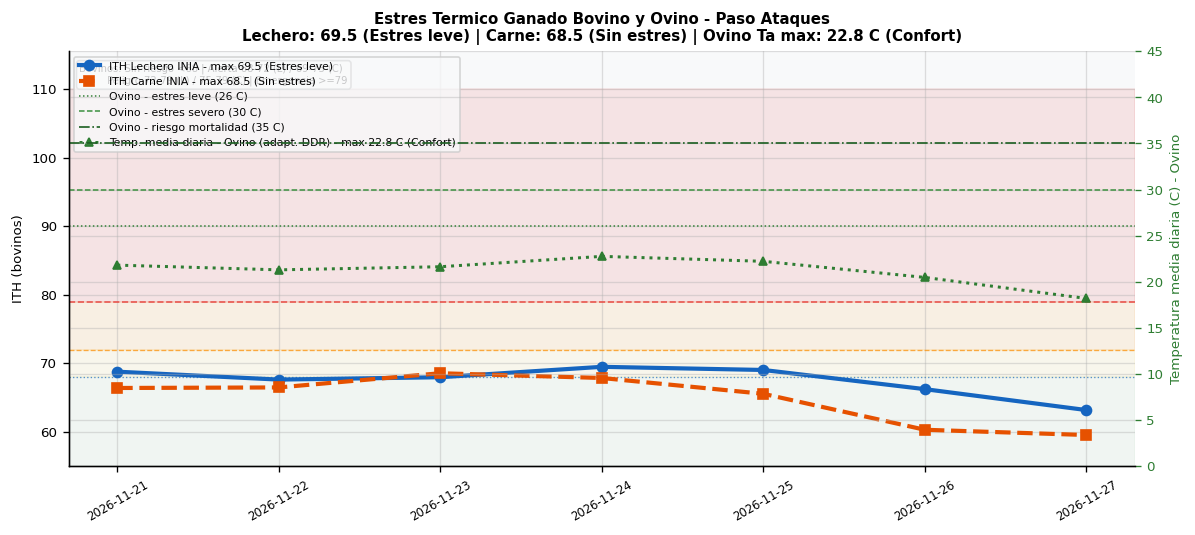 Estres Termico Ganado Bovino y Ovino - Paso Ataques
Lechero: 69.5 (Estres leve) | Carne: 68.5 (Sin estres) | Ovino Ta max: 22.8 C (Confort)
ITH Lechero INIA - max 69.5 (Estres leve)
ITH Carne INIA - max 68.5 (Sin estres)
Ovino - estres leve (26 C)
Ovino - estres severo (30 C)
Ovino - riesgo mortalidad (35 C)
Temp. media diaria - Ovino (adapt. DDR) - max 22.8 C (Confort)
>=79
ITH (bovinos)
110
100
90
80
70
60
45
40
35
30
25
20
15
10
5
0
Temperatura media diaria (C) - Ovino
2026-11-21
2026-11-22
2026-11-23
2026-11-24
2026-11-25
2026-11-26
2026-11-27